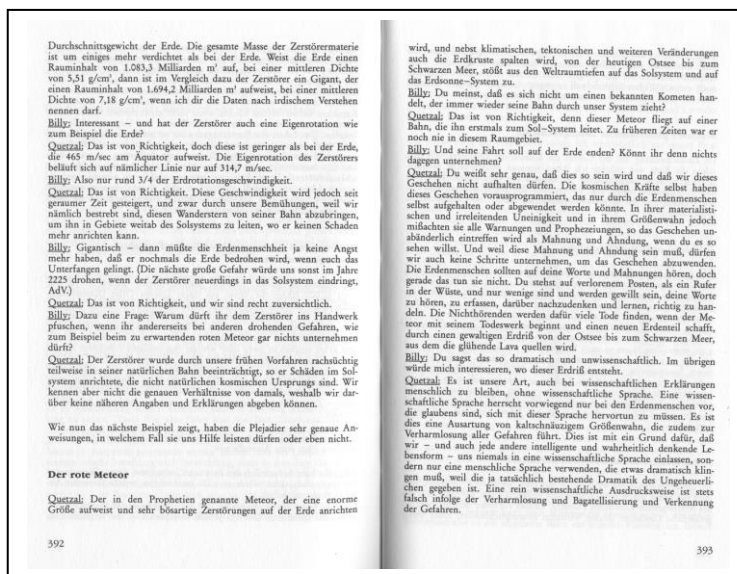 Durchschnittsgewicht der Erde. Die gesamte Masse der Zerstörermaterie
ist um einiges mehr verdichtet als bei der Erde. Weist die Erde einen
Rauminhalt von 1.083,3 Milliarden m³ auf, bei einer mittleren Dichte
von 5,51 g/cm³, dann ist im Vergleich dazu der Zerstörer ein Gigant, der
einen Rauminhalt von 1.694,2 Milliarden m³ aufweist, bei einer mittleren
Dichte von 7,18 g/cm³, wenn ich dir die Daten nach irdischem Verstehen
nennen darf.
Billy: Interessant – und hat der Zerstörer auch eine Eigenrotation wie
zum Beispiel die Erde?
Quetzal: Das ist von Richtigkeit, doch diese ist geringer als bei der Erde,
die 465 m/sec am Äquator aufweist. Die Eigenrotation des Zerstörers
beläuft sich auf nämlicher Linie nur auf 314,7 m/sec.
Billy: Also nur rund 3/4 der Erdrotationsgeschwindigkeit.
Quetzal: Das ist von Richtigkeit. Diese Geschwindigkeit wird jedoch seit
geraumer Zeit gesteigert, und zwar durch unsere Bemühungen, weil wir
nämlich bestrebt sind, diesen Wanderstern von seiner Bahn abzubringen,
um ihn in Gebiete weitab des Solsystems zu leiten, wo er keinen Schaden
mehr anrichten kann.
Billy: Gigantisch – dann müßte die Erdenmenschheit ja keine Angst
mehr haben, daß er nochmals die Erde bedrohen wird, wenn euch das
Unterfangen gelingt. (Die nächste große Gefahr würde uns sonst im Jahre
2225 drohen, wenn der Zerstörer neuerdings in das Solsystem eindringt,
AdV.)
Quetzal: Das ist von Richtigkeit, und wir sind recht zuversichtlich.
Billy: Dazu eine Frage: Warum dürft ihr dem Zerstörer ins Handwerk
pfuschen, wenn ihr andererseits bei anderen drohenden Gefahren, wie
zum Beispiel beim zu erwartenden roten Meteor gar nichts unternehmen
dürft?
Quetzal: Der Zerstörer wurde durch unsere frühen Vorfahren rachsüchtig
teilweise in seiner natürlichen Bahn beeinträchtigt, so er Schäden im Sol-
system anrichtete, die nicht natürlichen kosmischen Ursprungs sind. Wir
kennen aber nicht die genauen Verhältnisse von damals, weshalb wir dar-
über keine näheren Angaben und Erklärungen abgeben können.
Wie nun das nächste Beispiel zeigt, haben die Plejadier sehr genaue An-
weisungen, in welchem Fall sie uns Hilfe leisten dürfen oder eben nicht.
Der rote Meteor
Quetzal: Der in den Prophetien genannte Meteor, der eine enorme
Größe aufweist und sehr bösartige Zerstörungen auf der Erde anrichten
392
wird, und nebst klimatischen, tektonischen und weiteren Veränderungen
auch die Erdkruste spalten wird, von der heutigen Ostsee bis zum
Schwarzen Meer, stößt aus den Weltraumtiefen auf das Solsystem und auf
das Erdsonne–System zu.
Billy: Du meinst, daß es sich nicht um einen bekannten Kometen han-
delt, der immer wieder seine Bahn durch unser System zieht?
Quetzal: Das ist von Richtigkeit, denn dieser Meteor fliegt auf einer
Bahn, die ihn erstmals zum Sol–System leitet. Zu früheren Zeiten war er
noch nie in diesem Raumgebiet.
Billy: Und seine Fahrt soll auf der Erde enden? Könnt ihr denn nichts
dagegen unternehmen?
Quetzal: Du weißt sehr genau, daß dies so sein wird und daß wir dieses
Geschehen nicht aufhalten dürfen. Die kosmischen Kräfte selbst haben
dieses Geschehen vorausprogrammiert, das nur durch die Erdenmenschen
selbst aufgehalten oder abgewendet werden könnte. In ihrer materialisti-
schen und irreleitenden Uneinigkeit und in ihrem Größenwahn jedoch
mißachten sie alle Warnungen und Prophezeiungen, so das Geschehen un-
abänderlich eintreffen wird als Mahnung und Ahndung, wenn du es so
sehen willst. Und weil diese Mahnung und Ahndung sein muß, dürfen
wir auch keine Schritte unternehmen, um das Geschehen abzuwenden.
Die Erdenmenschen sollten auf deine Worte und Mahnungen hören, doch
gerade das tun sie nicht. Du stehst auf verlorenem Posten, als ein Rufer
in der Wüste, und nur wenige sind und werden gewillt sein, deine Worte
zu hören, zu erfassen, darüber nachzudenken und lernen, richtig zu han-
deln. Die Nichthörenden werden dafür viele Tode finden, wenn der Me-
teor mit seinem Todeswerk beginnt und einen neuen Erdenteil schafft,
durch einen gewaltigen Erdriß von der Ostsee bis zum Schwarzen Meer,
aus dem die glühende Lava quellen wird.
Billy: Du sagst das so dramatisch und unwissenschaftlich. Im übrigen
würde mich interessieren, wo dieser Erdriß entsteht.
Quetzal: Es ist unsere Art, auch bei wissenschaftlichen Erklärungen
menschlich zu bleiben, ohne wissenschaftliche Sprache. Eine wissen-
schaftliche Sprache herrscht vorwiegend nur bei den Erdenmenschen vor,
die glaubens sind, sich mit dieser Sprache hervortun zu müssen. Es ist
dies eine Ausartung von kaltschnäuzigem Größenwahn, die zudem zur
Verharmlosung aller Gefahren führt. Dies ist mit ein Grund dafür, daß
wir – und auch jede andere intelligente und wahrheitlich denkende Le-
bensform – uns niemals in eine wissenschaftliche Sprache einlassen, son-
dern nur eine menschliche Sprache verwenden, die etwas dramatisch klin-
gen muß, weil die ja tatsächlich bestehende Dramatik des Ungeheuerli-
chen gegeben ist. Eine rein wissenschaftliche Ausdrucksweise ist stets
falsch infolge der Verharmlosung und Bagatellisierung und Verkennung
der Gefahren.
393